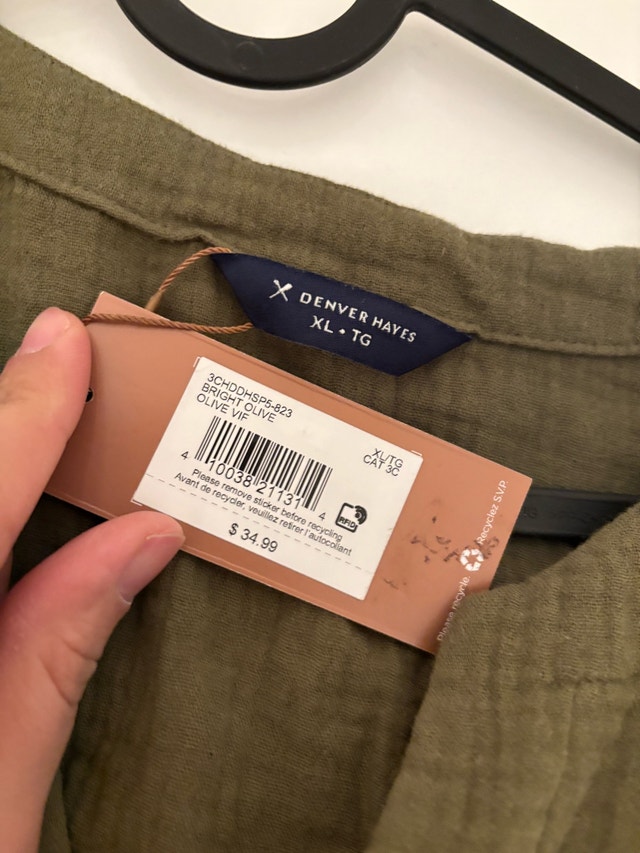 DENVER HAYES
XL • TG
3CHDDHSP5-823
BRIGHT OLIVE
OLIVE VIF
XL/TG
CAT 3C
4 10038 21131 4
Please remove sticker before recycling
Avant de recycler, veuillez retirer l'autocollant
RFID
$ 34.99
Please recycle. Recyclez S.V.P.